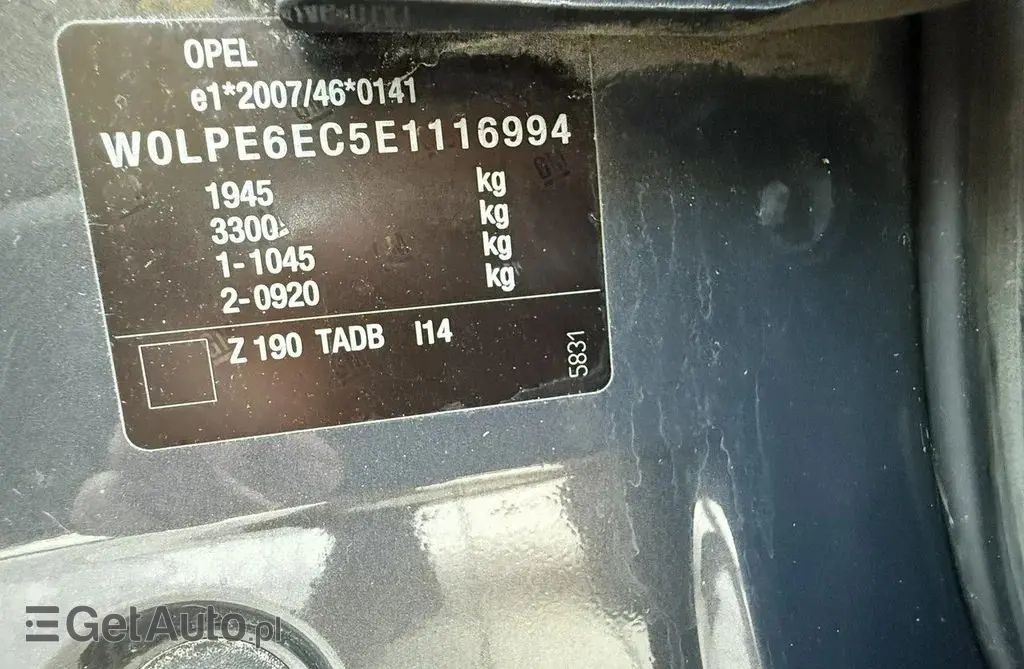 OPEL
e1*2007/46*0141
W0LPE6EC5E1116994
1945 kg
3300 kg
1-1045 kg
2-0920 kg
Z 190 TADB I14
5831
GetAuto.pl